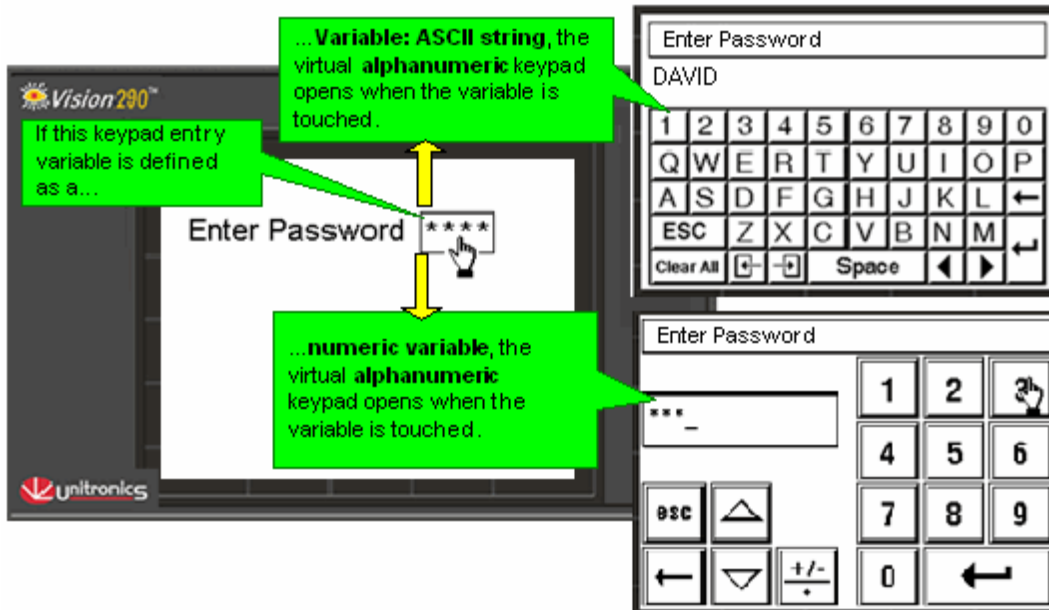 Vision290™
If this keypad entry
variable is defined
as a...
...Variable: ASCII string, the
virtual alphanumeric keypad
opens when the variable is
touched.
Enter Password ****
...numeric variable, the
virtual alphanumeric
keypad opens when the
variable is touched.
unitronics
Enter Password
DAVID
1 2 3 4 5 6 7 8 9 0
Q W E R T Y U I O P
A S D F G H J K L ←
ESC Z X C V B N M ↵
Clear All Space ◀ ▶
Enter Password
***_
1 2 3
4 5 6
esc 7 8 9
← +/- 0 ↵